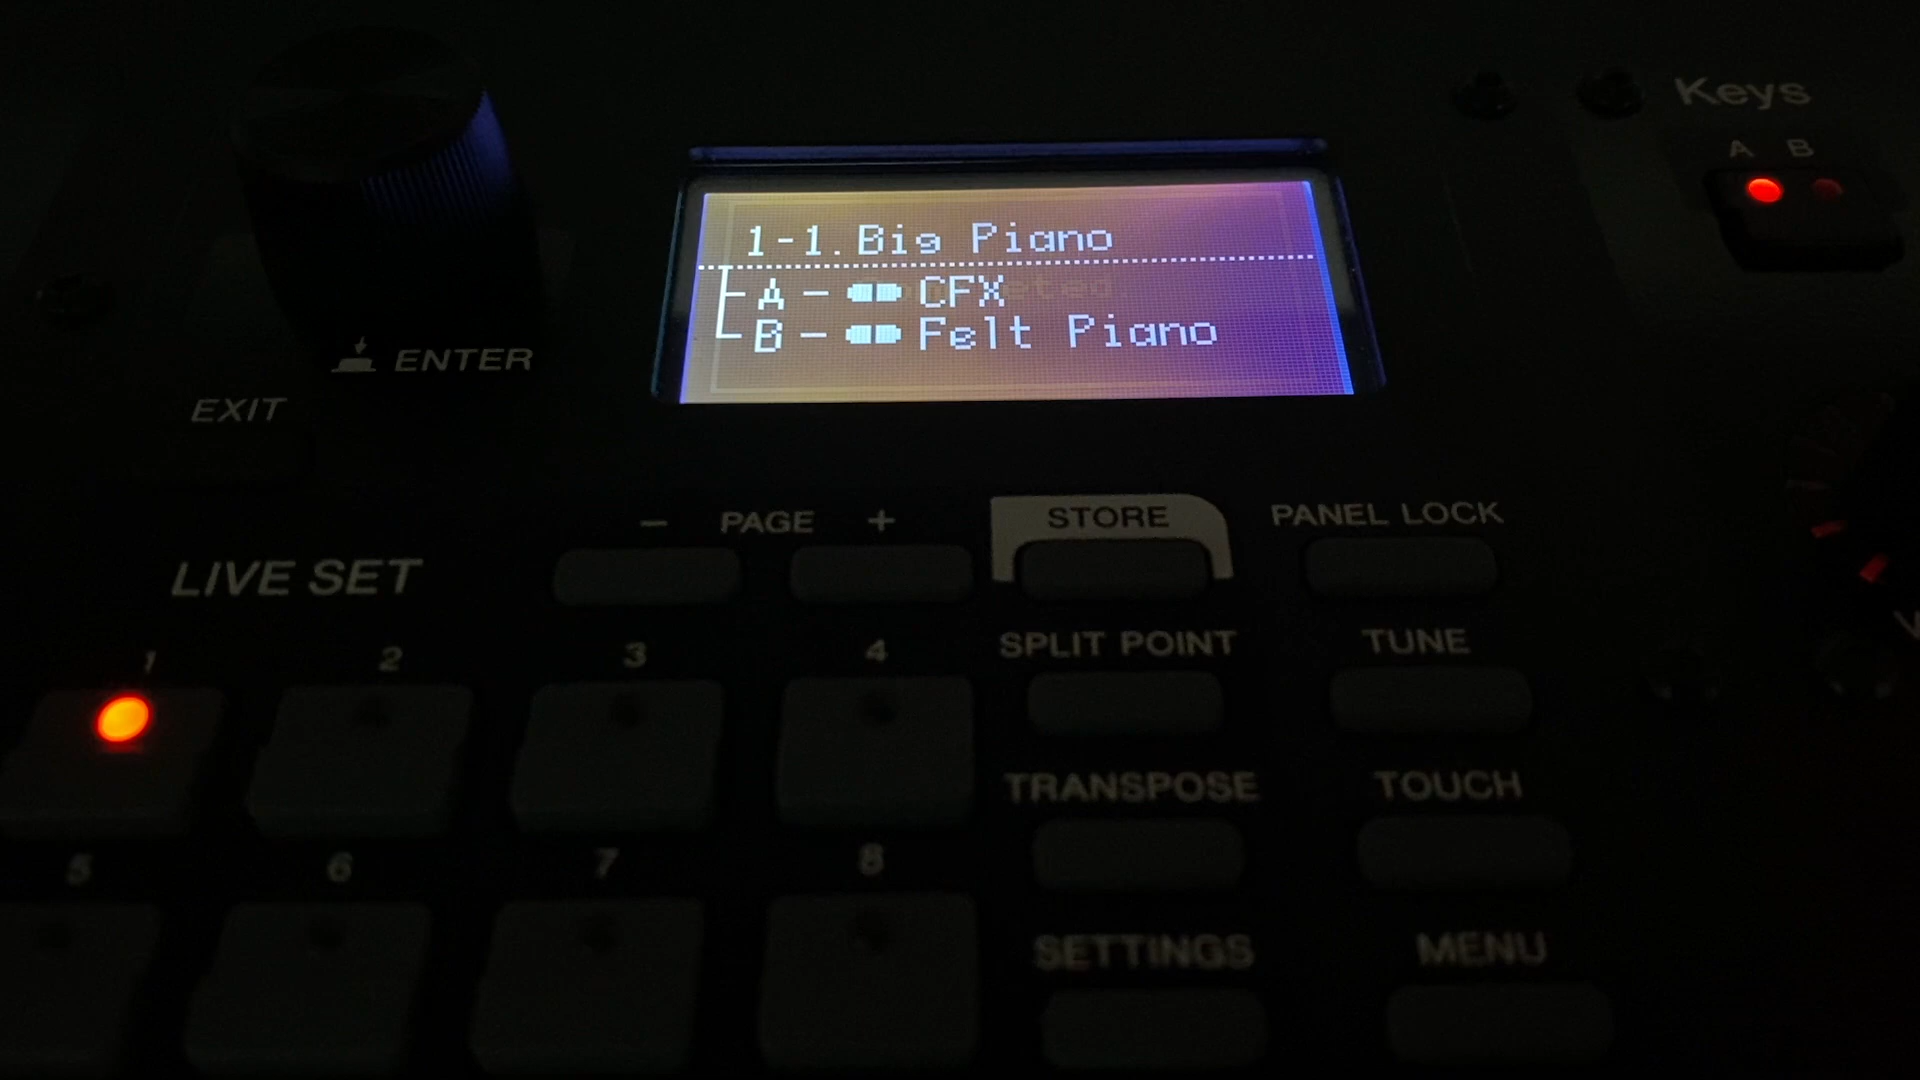 Keys
A B
1-1.Big Piano
A - CFX
B - Felt Piano
ENTER
EXIT
- PAGE +
STORE
PANEL LOCK
LIVE SET
SPLIT POINT
TUNE
1 2 3 4
TRANSPOSE
TOUCH
5 6 7 8
SETTINGS
MENU